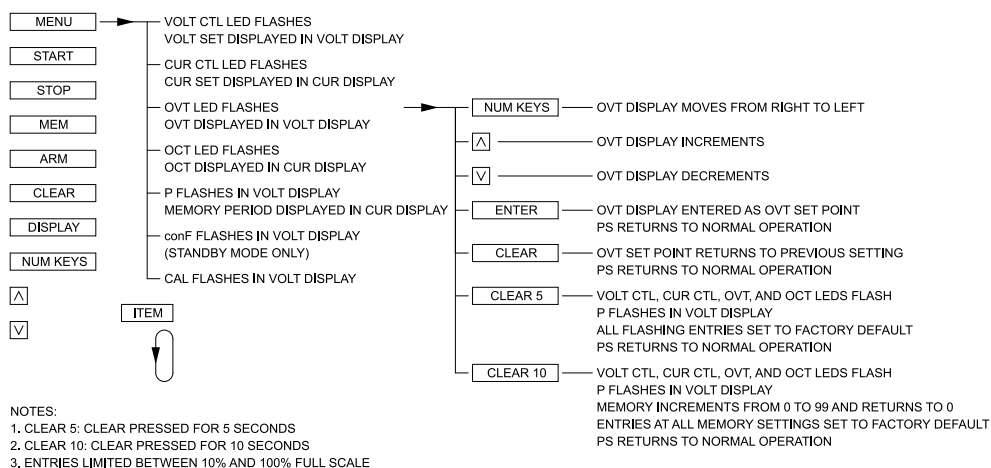 MENU
START
STOP
MEM
ARM
CLEAR
DISPLAY
NUM KEYS
VOLT CTL LED FLASHES
VOLT SET DISPLAYED IN VOLT DISPLAY
CUR CTL LED FLASHES
CUR SET DISPLAYED IN CUR DISPLAY
OVT LED FLASHES
OVT DISPLAYED IN VOLT DISPLAY
OCT LED FLASHES
OCT DISPLAYED IN CUR DISPLAY
P FLASHES IN VOLT DISPLAY
MEMORY PERIOD DISPLAYED IN CUR DISPLAY
conF FLASHES IN VOLT DISPLAY
(STANDBY MODE ONLY)
CAL FLASHES IN VOLT DISPLAY
ITEM
NUM KEYS
OVT DISPLAY MOVES FROM RIGHT TO LEFT
OVT DISPLAY INCREMENTS
OVT DISPLAY DECREMENTS
ENTER
OVT DISPLAY ENTERED AS OVT SET POINT
PS RETURNS TO NORMAL OPERATION
CLEAR
OVT SET POINT RETURNS TO PREVIOUS SETTING
PS RETURNS TO NORMAL OPERATION
CLEAR 5
VOLT CTL, CUR CTL, OVT, AND OCT LEDS FLASH
P FLASHES IN VOLT DISPLAY
ALL FLASHING ENTRIES SET TO FACTORY DEFAULT
PS RETURNS TO NORMAL OPERATION
CLEAR 10
VOLT CTL, CUR CTL, OVT, AND OCT LEDS FLASH
P FLASHES IN VOLT DISPLAY
MEMORY INCREMENTS FROM 0 TO 99 AND RETURNS TO 0
ENTRIES AT ALL MEMORY SETTINGS SET TO FACTORY DEFAULT
PS RETURNS TO NORMAL OPERATION
NOTES:
1. CLEAR 5: CLEAR PRESSED FOR 5 SECONDS
2. CLEAR 10: CLEAR PRESSED FOR 10 SECONDS
3. ENTRIES LIMITED BETWEEN 10% AND 100% FULL SCALE